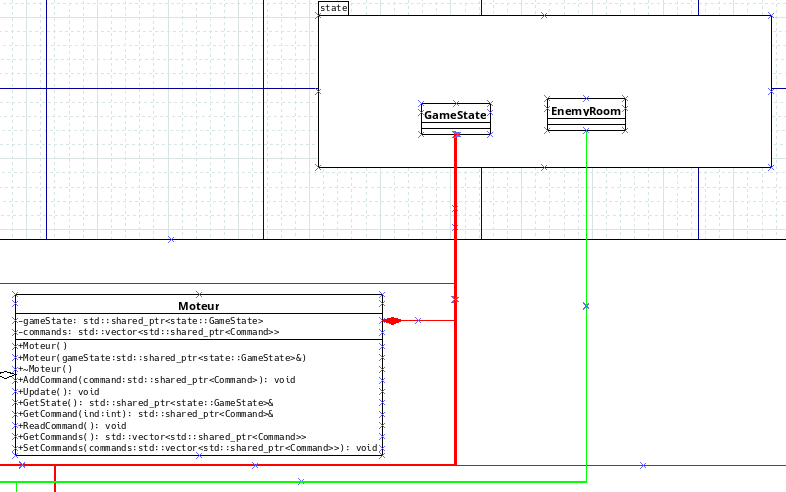 state
GameState
EnemyRoom
Moteur
-gameState: std::shared_ptr<state::GameState>
-commands: std::vector<std::shared_ptr<Command>>
+Moteur()
+Moteur(gameState:std::shared_ptr<state::GameState>&)
+~Moteur()
+AddCommand(command:std::shared_ptr<Command>): void
+Update(): void
+GetState(): std::shared_ptr<state::GameState>&
+GetCommand(ind:int): std::shared_ptr<Command>&
+ReadCommand(): void
+GetCommands(): std::vector<std::shared_ptr<Command>>
+SetCommands(commands:std::vector<std::shared_ptr<Command>>): void